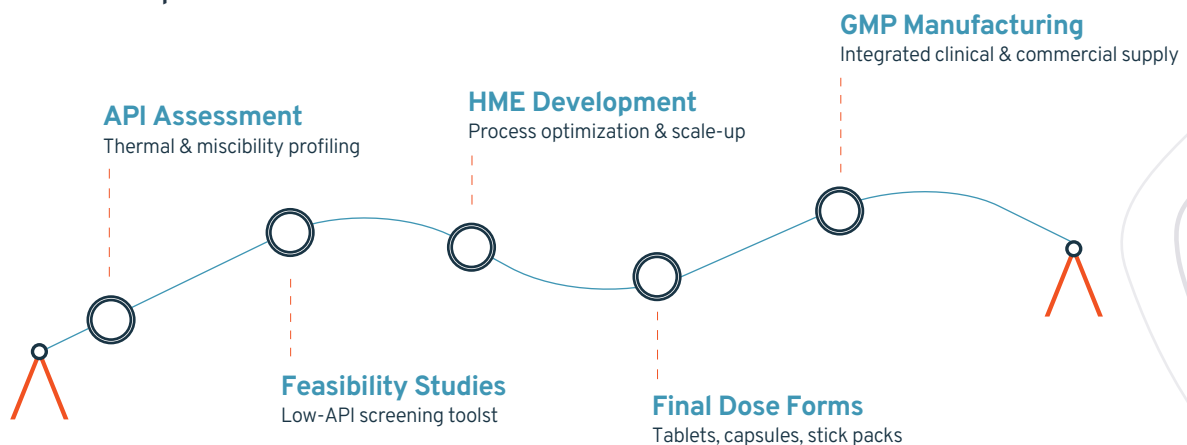 API Assessment
Thermal & miscibility profiling
Feasibility Studies
Low-API screening toolst
HME Development
Process optimization & scale-up
Final Dose Forms
Tablets, capsules, stick packs
GMP Manufacturing
Integrated clinical & commercial supply